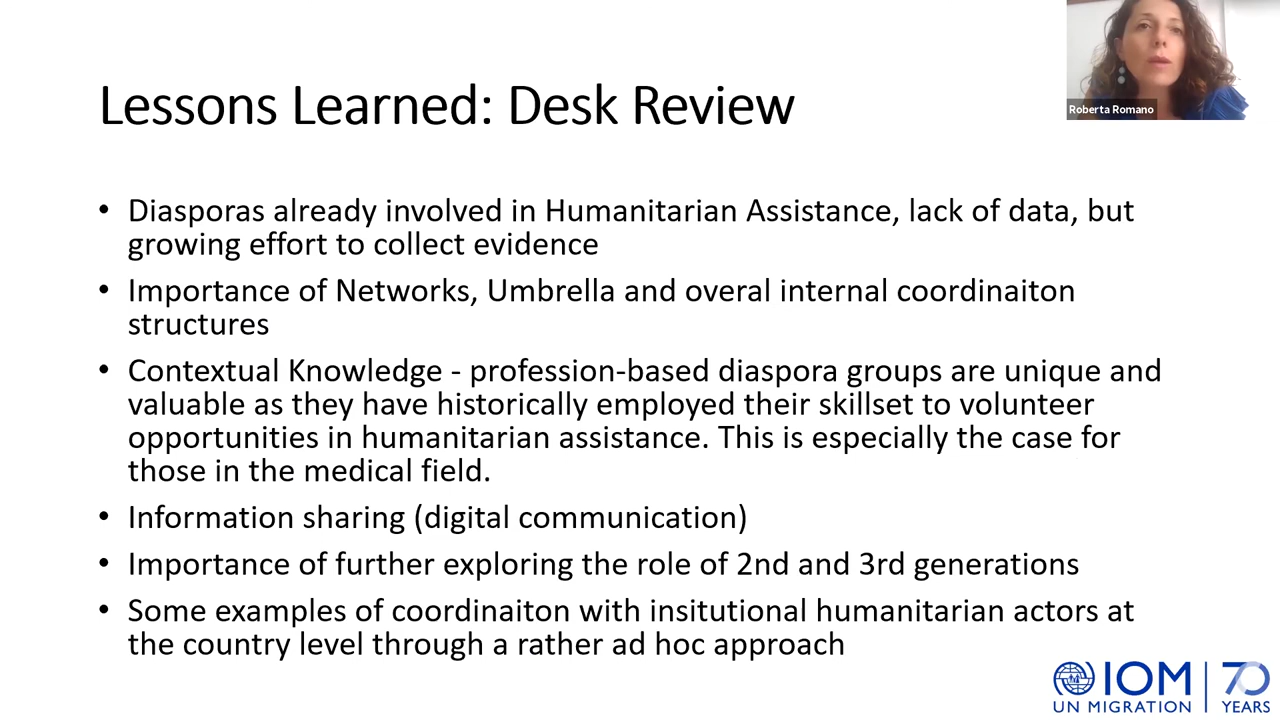 Roberta Romano
Lessons Learned: Desk Review
• Diasporas already involved in Humanitarian Assistance, lack of data, but
growing effort to collect evidence
• Importance of Networks, Umbrella and overal internal coordinaiton
structures
• Contextual Knowledge - profession-based diaspora groups are unique and
valuable as they have historically employed their skillset to volunteer
opportunities in humanitarian assistance. This is especially the case for
those in the medical field.
• Information sharing (digital communication)
• Importance of further exploring the role of 2nd and 3rd generations
• Some examples of coordinaiton with insitutional humanitarian actors at
the country level through a rather ad hoc approach
IOM
UN MIGRATION
70
YEARS